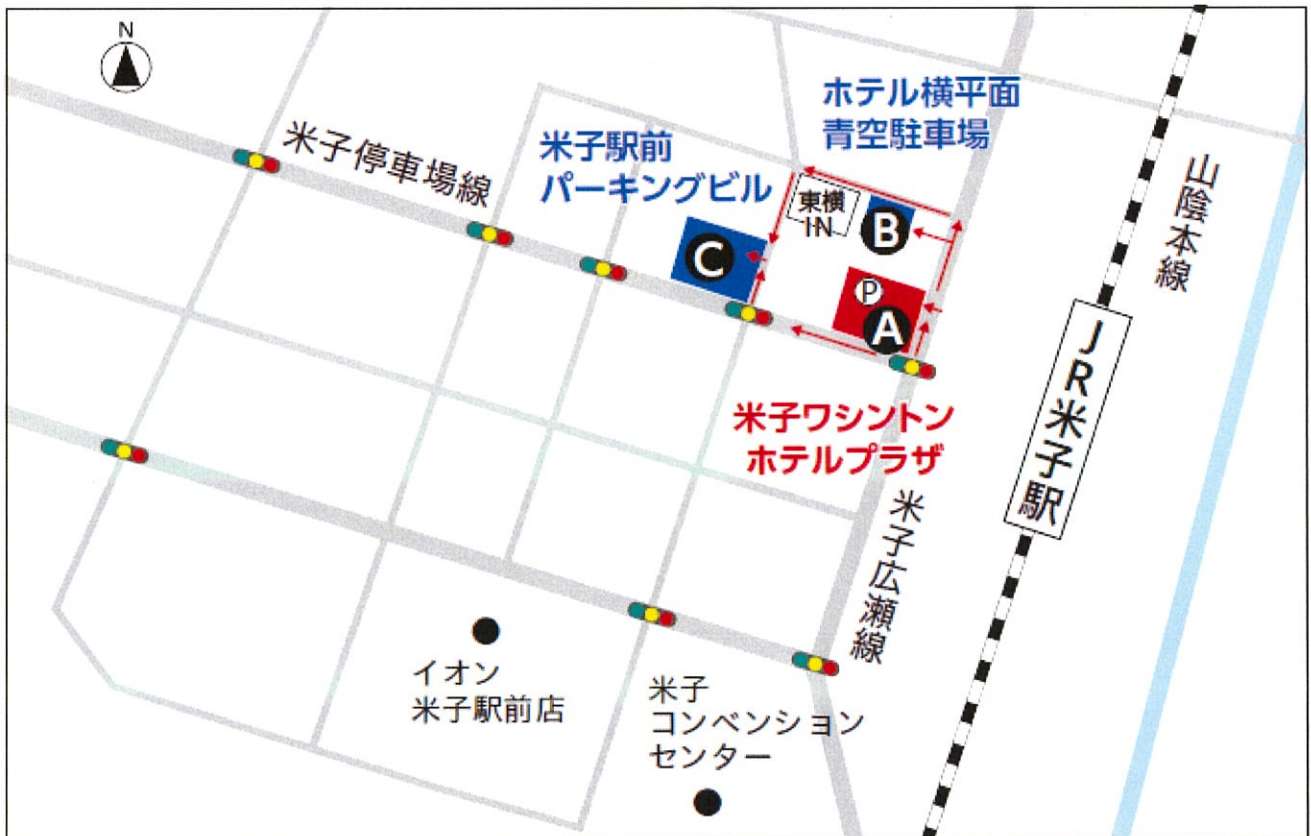 N
ホテル横平面
青空駐車場
米子駅前
パーキングビル
米子停車場線
東横
IN
B
C
P
A
山陰本線
JR米子駅
米子ワシントン
ホテルプラザ
米子広瀬線
イオン
米子駅前店
米子
コンベンション
センター